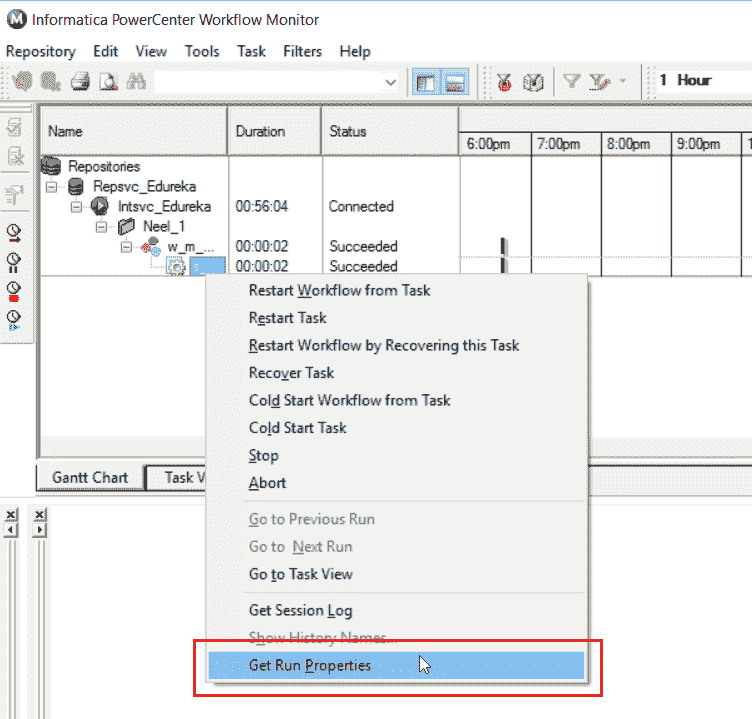 Informatica PowerCenter Workflow Monitor
Repository Edit View Tools Task Filters Help
1 Hour
Name Duration Status
6:00pm 7:00pm 8:00pm 9:00pm
Repositories
Repsvc_Edureka
Intsvc_Edureka 00:56:04 Connected
Neel_1
w_m_... 00:00:02 Succeeded
s_ 00:00:02 Succeeded
Restart Workflow from Task
Restart Task
Restart Workflow by Recovering this Task
Recover Task
Cold Start Workflow from Task
Cold Start Task
Stop
Abort
Go to Previous Run
Go to Next Run
Go to Task View
Get Session Log
Show History Names...
Get Run Properties
Gantt Chart Task V